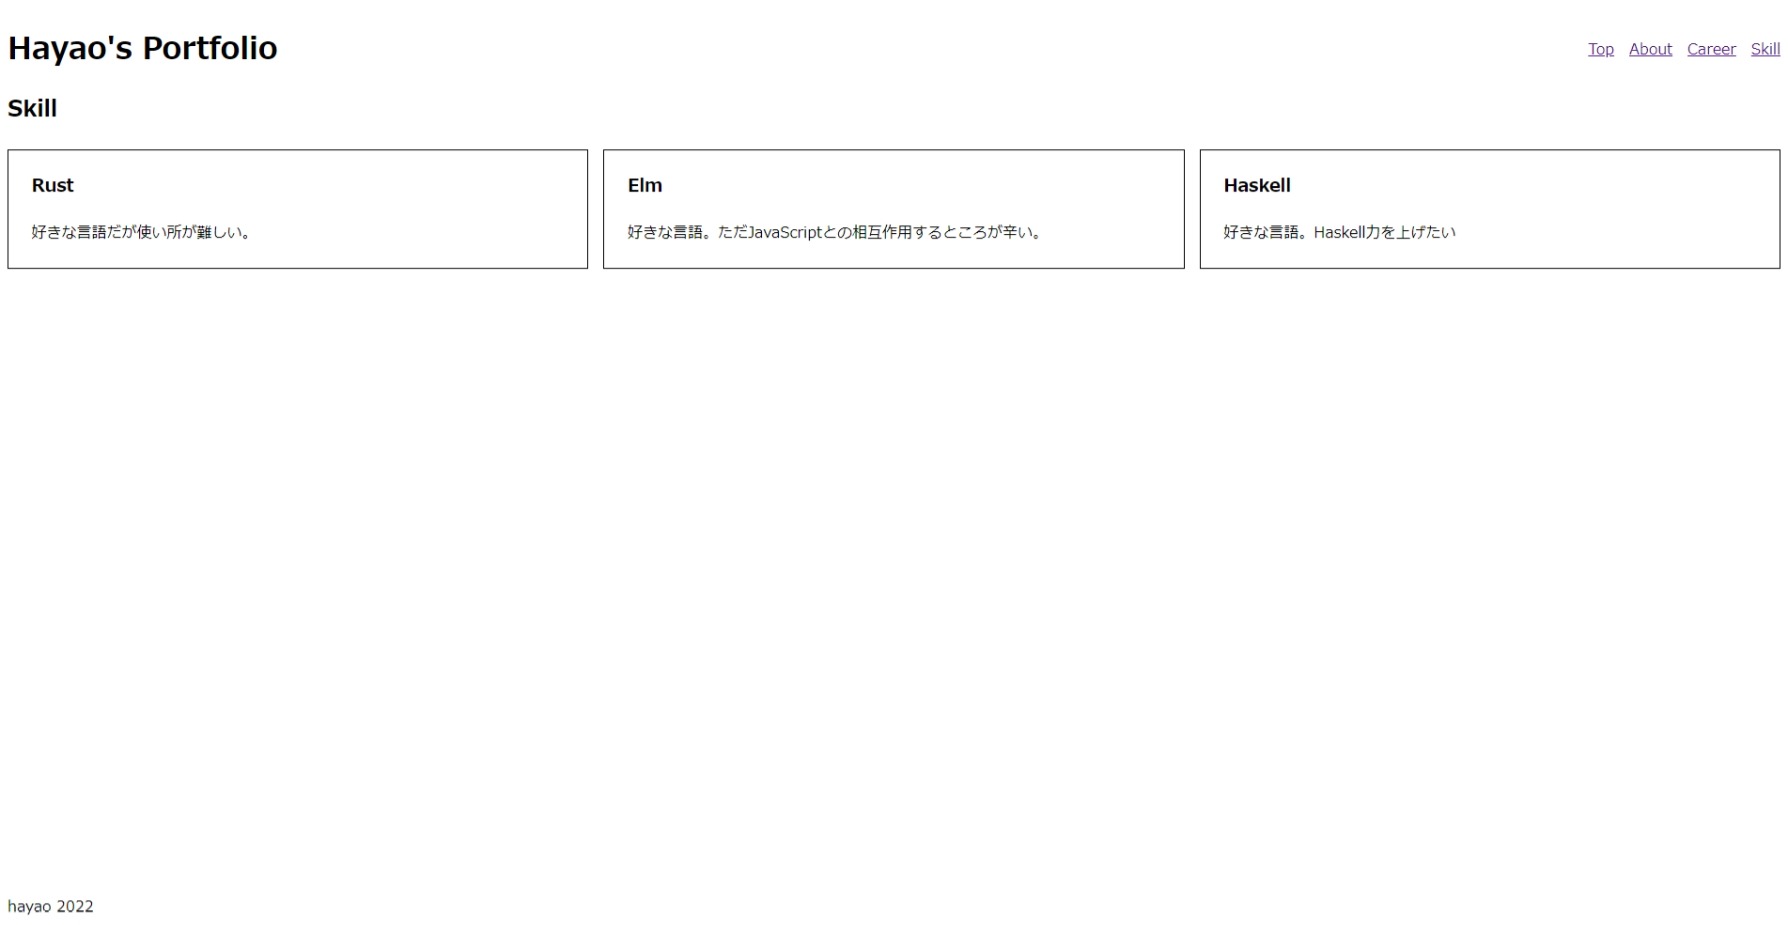 Hayao's Portfolio
Top About Career Skill
Skill
Rust
好きな言語だが使い所が難しい。
Elm
好きな言語。ただJavaScriptとの相互作用するところが辛い。
Haskell
好きな言語。Haskell力を上げたい
hayao 2022